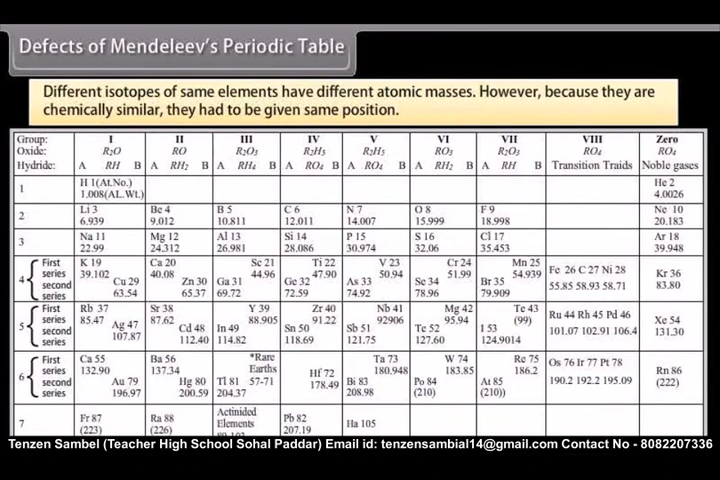 Defects of Mendeleev's Periodic Table
Different isotopes of same elements have different atomic masses. However, because they are
chemically similar, they had to be given same position.
Group: I II III IV V VI VII VIII Zero
Oxide: R2O RO R2O3 R2H5 R2H5 RO3 R2O3 RO4 RO4
Hydride: A RH B A RH2 B A RH4 B A RO4 B A RO4 B A RH2 B A RH B Transition Traids Noble gases
1 H 1(At.No.) He 2
1.008(AL.Wt.) 4.0026
2 Li 3 Be 4 B 5 C 6 N 7 O 8 F 9 Ne 10
6.939 9.012 10.811 12.011 14.007 15.999 18.998 20.183
3 Na 11 Mg 12 Al 13 Si 14 P 15 S 16 Cl 17 Ar 18
22.99 24.312 26.981 28.086 30.974 32.06 35.453 39.948
4 First series second series
K 19 Ca 20 Sc 21 Ti 22 V 23 Cr 24 Mn 25 Fe 26 C 27 Ni 28 Kr 36
39.102 40.08 44.96 47.90 50.94 51.99 54.939 55.85 58.93 58.71 83.80
Cu 29 Zn 30 Ga 31 Ge 32 As 33 Se 34 Br 35
63.54 65.37 69.72 72.59 74.92 78.96 79.909
5 First series second series
Rb 37 Sr 38 Y 39 Zr 40 Nb 41 Mg 42 Te 43 Ru 44 Rh 45 Pd 46 Xe 54
85.47 87.62 88.905 91.22 92906 95.94 (99) 101.07 102.91 106.4 131.30
Ag 47 Cd 48 In 49 Sn 50 Sb 51 Te 52 I 53
107.87 112.40 114.82 118.69 121.75 127.60 124.9014
6 First series second series
Ca 55 Ba 56 *Rare Earths 57-71 Hf 72 Ta 73 W 74 Re 75 Os 76 Ir 77 Pt 78 Rn 86
132.90 137.34 178.49 180.948 183.85 186.2 190.2 192.2 195.09 (222)
Au 79 Hg 80 Tl 81 Bi 83 Po 84 At 85
196.97 200.59 204.37 208.98 (210) (210))
7 Fr 87 Ra 88 Actinided Elements Pb 82 Ha 105
(223) (226) 207.19
Tenzen Sambel (Teacher High School Sohal Paddar) Email id: tenzensambial14@gmail.com Contact No - 8082207336